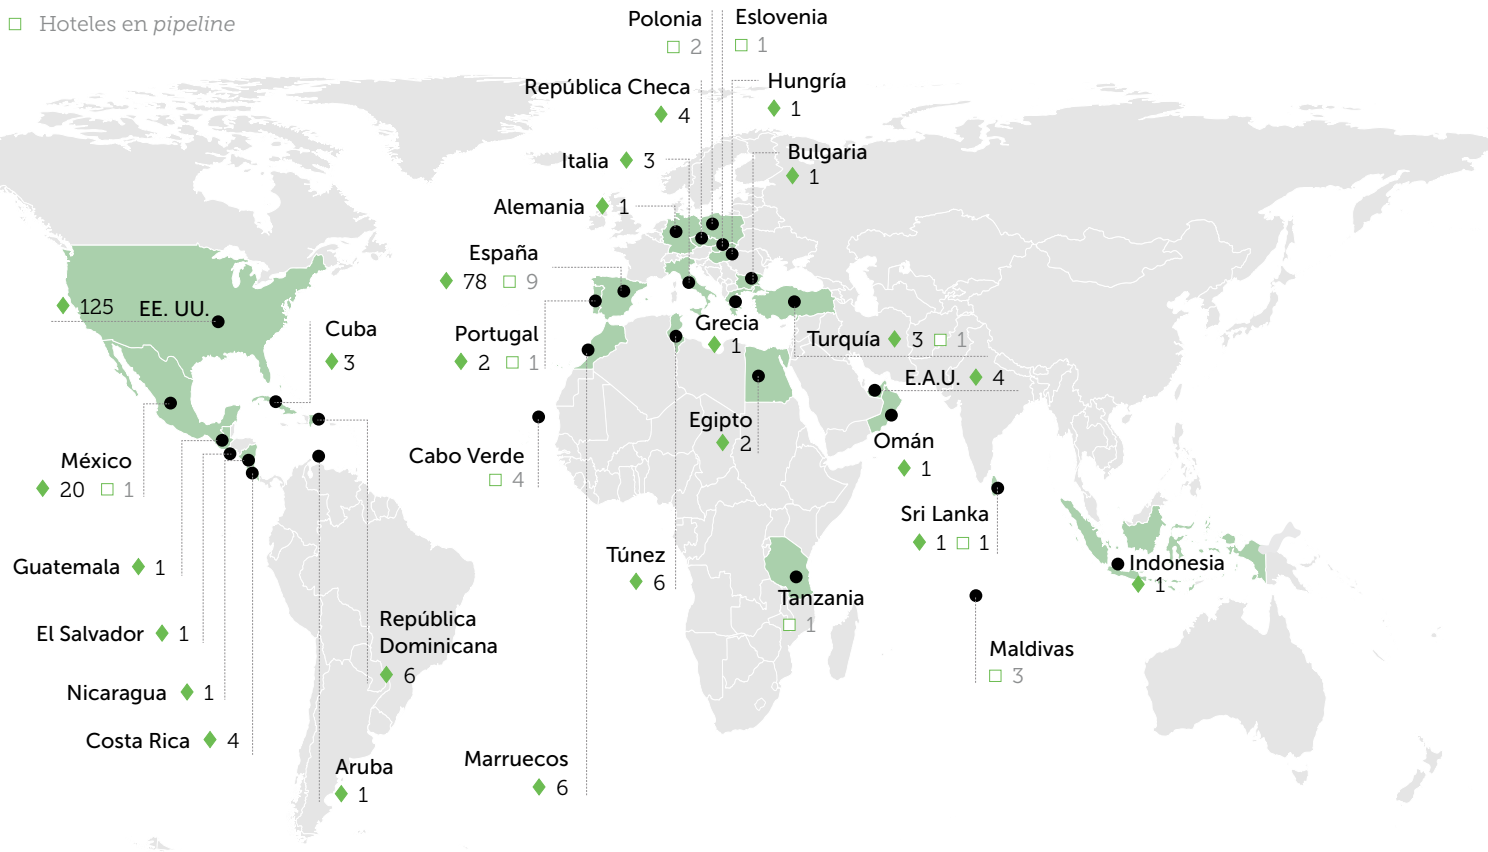 Hoteles en pipeline
Polonia
2
Eslovenia
1
República Checa
4
Hungría
1
Italia 3
Bulgaria
1
Alemania 1
España
78 9
125 EE. UU.
Cuba
3
Portugal
2 1
Grecia
1
Turquía 3 1
E.A.U. 4
Egipto
2
Omán
1
México
20 1
Cabo Verde
4
Sri Lanka
1 1
Guatemala 1
Túnez
6
Indonesia
1
Tanzania
1
El Salvador 1
República
Dominicana
6
Maldivas
3
Nicaragua 1
Costa Rica 4
Aruba
1
Marruecos
6